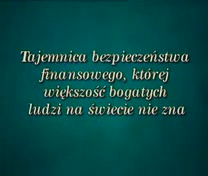 Tajemnica bezpieczeństwa
finansowego, której
większość bogatych
ludzi na świecie nie zna